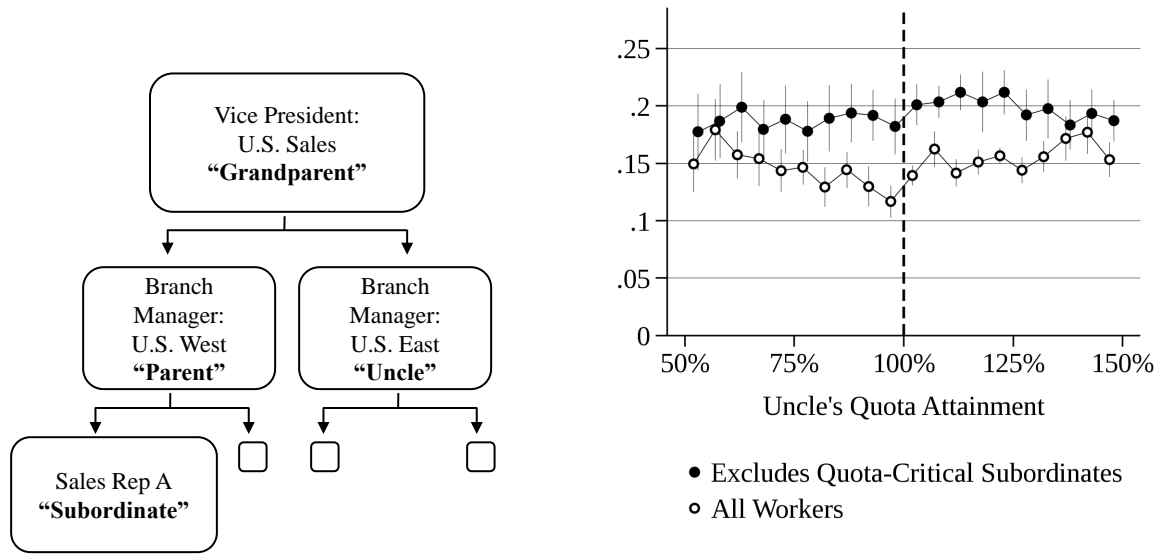 Vice President:
U.S. Sales
“Grandparent”
Branch
Manager:
U.S. West
“Parent”
Branch
Manager:
U.S. East
“Uncle”
Sales Rep A
“Subordinate”
.25
.2
.15
.1
.05
0
50%
75%
100%
125%
150%
Uncle's Quota Attainment
Excludes Quota-Critical Subordinates
All Workers